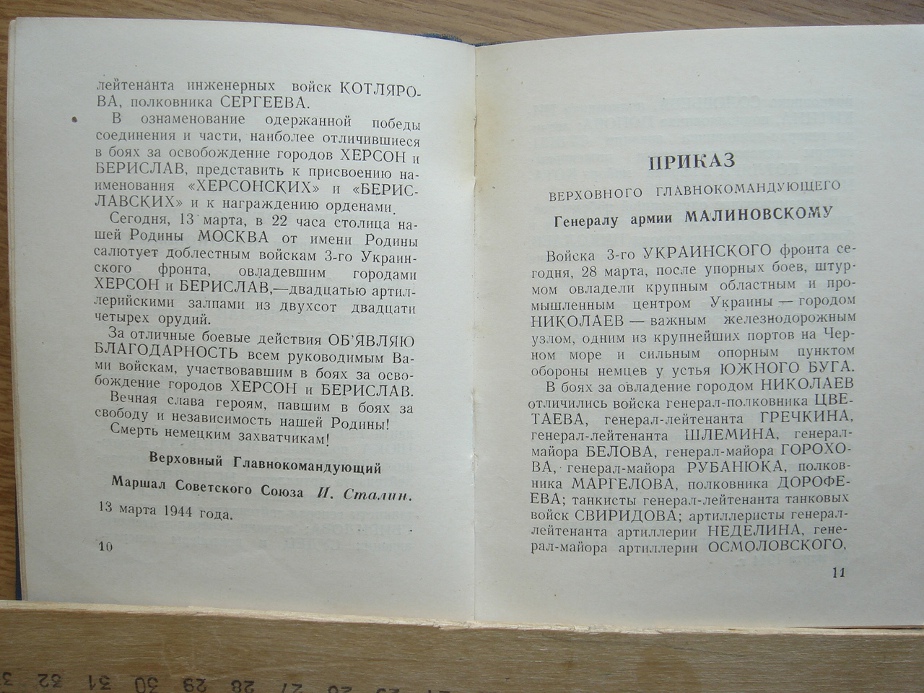 лейтенанта инженерных войск КОТЛЯРО-
ВА, полковника СЕРГЕЕВА.
В ознаменование одержанной победы
соединения и части, наиболее отличившиеся
в боях за освобождение городов ХЕРСОН и
БЕРИСЛАВ, представить к присвоению на-
именования «ХЕРСОНСКИХ» и «БЕРИС-
ЛАВСКИХ» и к награждению орденами.
Сегодня, 13 марта, в 22 часа столица на-
шей Родины МОСКВА от имени Родины
салютует доблестным войскам 3-го Украин-
ского фронта, овладевшим городами
ХЕРСОН и БЕРИСЛАВ,—двадцатью артил-
лерийскими залпами из двухсот двадцати
четырех орудий.
За отличные боевые действия ОБ'ЯВЛЯЮ
БЛАГОДАРНОСТЬ всем руководимым Ва-
ми войскам, участвовавшим в боях за осво-
бождение городов ХЕРСОН и БЕРИСЛАВ.
Вечная слава героям, павшим в боях за
свободу и независимость нашей Родины!
Смерть немецким захватчикам!
Верховный Главнокомандующий
Маршал Советского Союза И. Сталин.
13 марта 1944 года.
10
ПРИКАЗ
ВЕРХОВНОГО ГЛАВНОКОМАНДУЮЩЕГО
Генералу армии МАЛИНОВСКОМУ
Войска 3-го УКРАИНСКОГО фронта се-
годня, 28 марта, после упорных боев, штур-
мом овладели крупным областным и про-
мышленным центром Украины — городом
НИКОЛАЕВ — важным железнодорожным
узлом, одним из крупнейших портов на Чер-
ном море и сильным опорным пунктом
обороны немцев у устья ЮЖНОГО БУГА.
В боях за овладение городом НИКОЛАЕВ
отличились войска генерал-полковника ЦВЕ-
ТАЕВА, генерал-лейтенанта ГРЕЧКИНА,
генерал-лейтенанта ШЛЕМИНА, генерал-
майора БЕЛОВА, генерал-майора ГОРОХО-
ВА, генерал-майора РУБАНЮКА, полков-
ника МАРГЕЛОВА, полковника ДОРОФЕ-
ЕВА; танкисты генерал-лейтенанта танковых
войск СВИРИДОВА; артиллеристы генерал-
лейтенанта артиллерии НЕДЕЛИНА, гене-
рал-майора артиллерии ОСМОЛОВСКОГО,
11
32 31 30 29 28 27